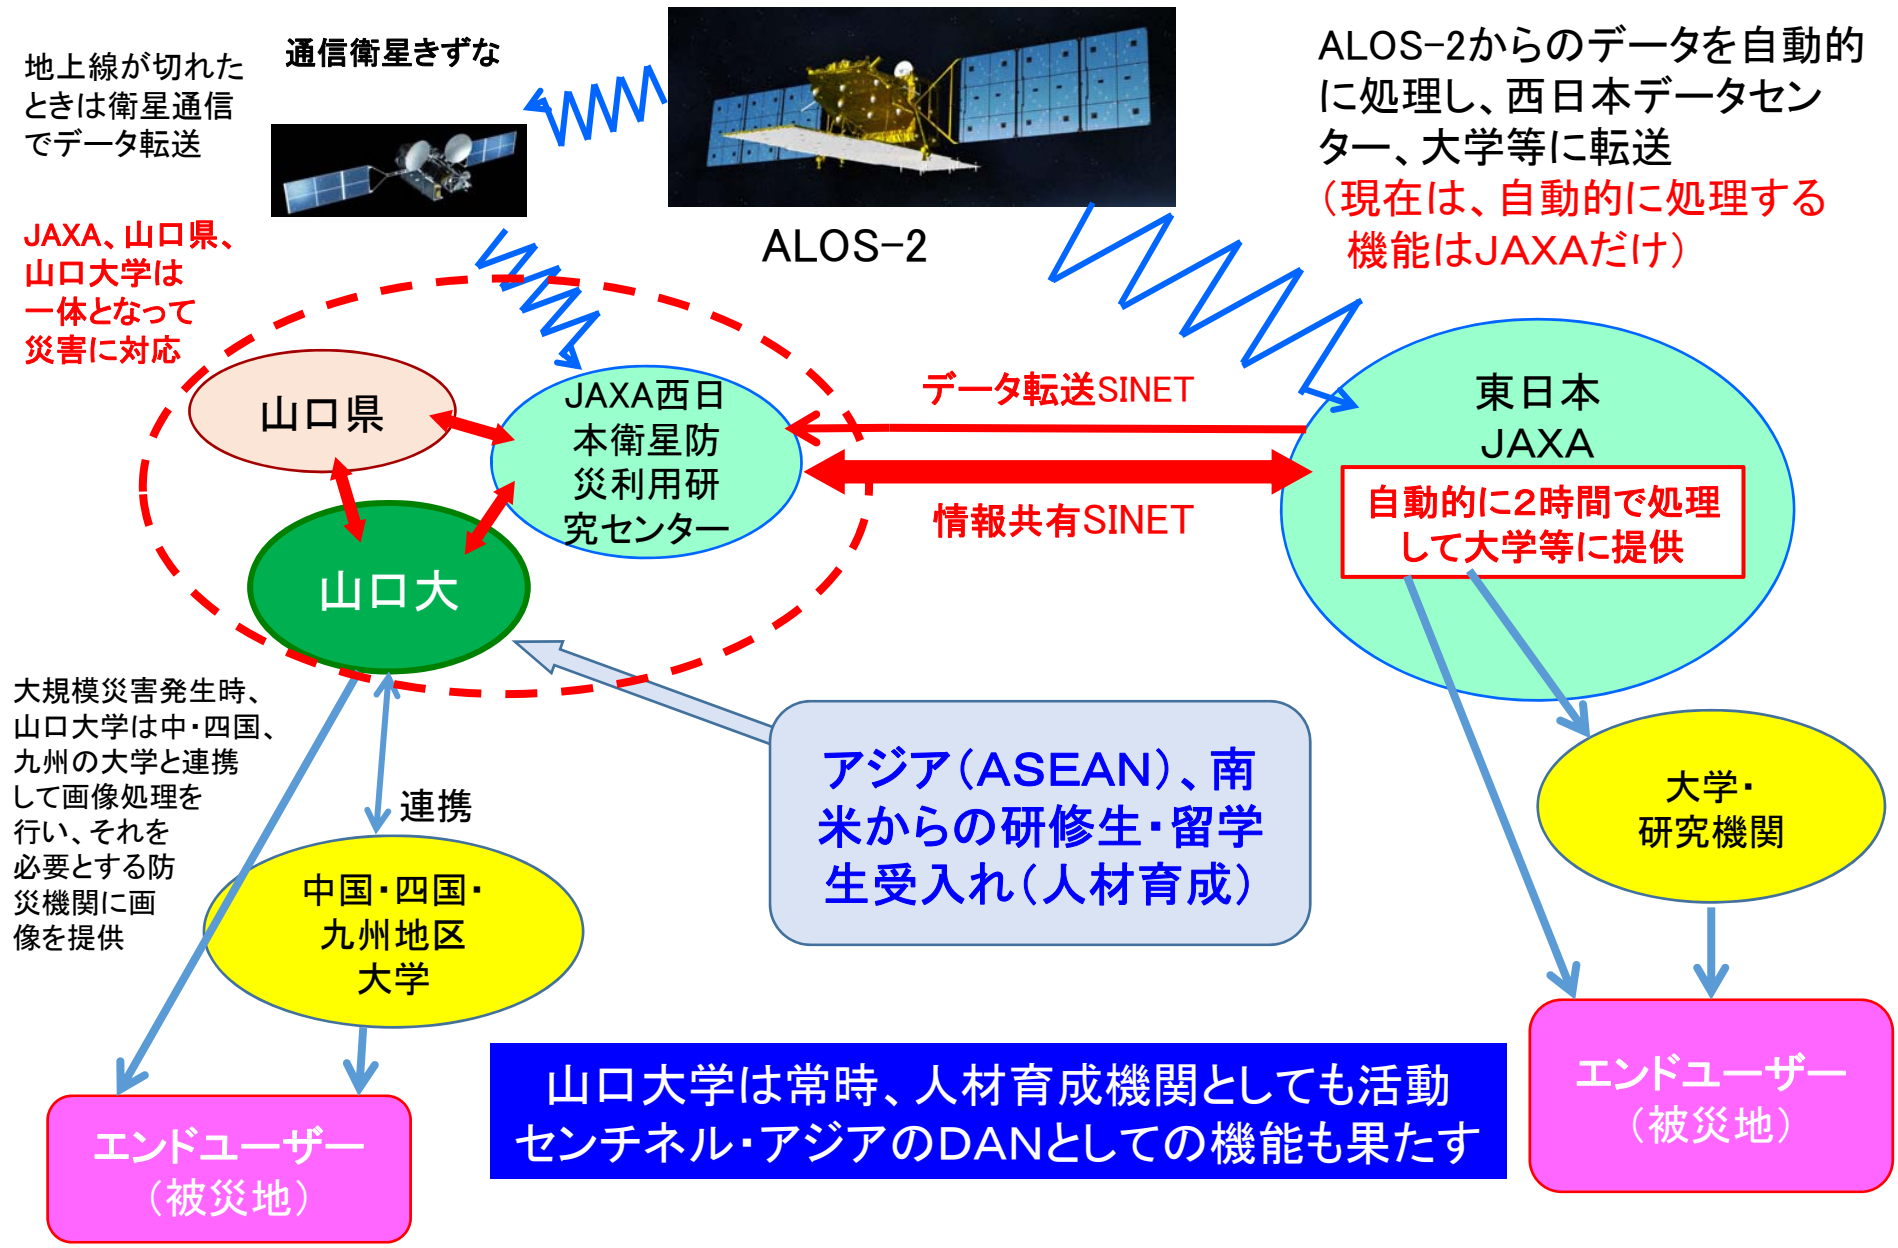 地上線が切れた
ときは衛星通信
でデータ転送
通信衛星きずな
ALOS-2
ALOS-2からのデータを自動的
に処理し、西日本データセン
ター、大学等に転送
（現在は、自動的に処理する
機能はJAXAだけ）
JAXA、山口県、
山口大学は
一体となって
災害に対応
山口県
JAXA西日
本衛星防
災利用研
究センター
山口大
データ転送SINET
情報共有SINET
東日本
JAXA
自動的に2時間で処理
して大学等に提供
大規模災害発生時、
山口大学は中・四国、
九州の大学と連携
して画像処理を
行い、それを
必要とする防
災機関に画
像を提供
連携
中国・四国・
九州地区
大学
アジア（ASEAN）、南
米からの研修生・留学
生受入れ（人材育成）
大学・
研究機関
エンドユーザー
（被災地）
山口大学は常時、人材育成機関としても活動
センチネル・アジアのDANとしての機能も果たす
エンドユーザー
（被災地）